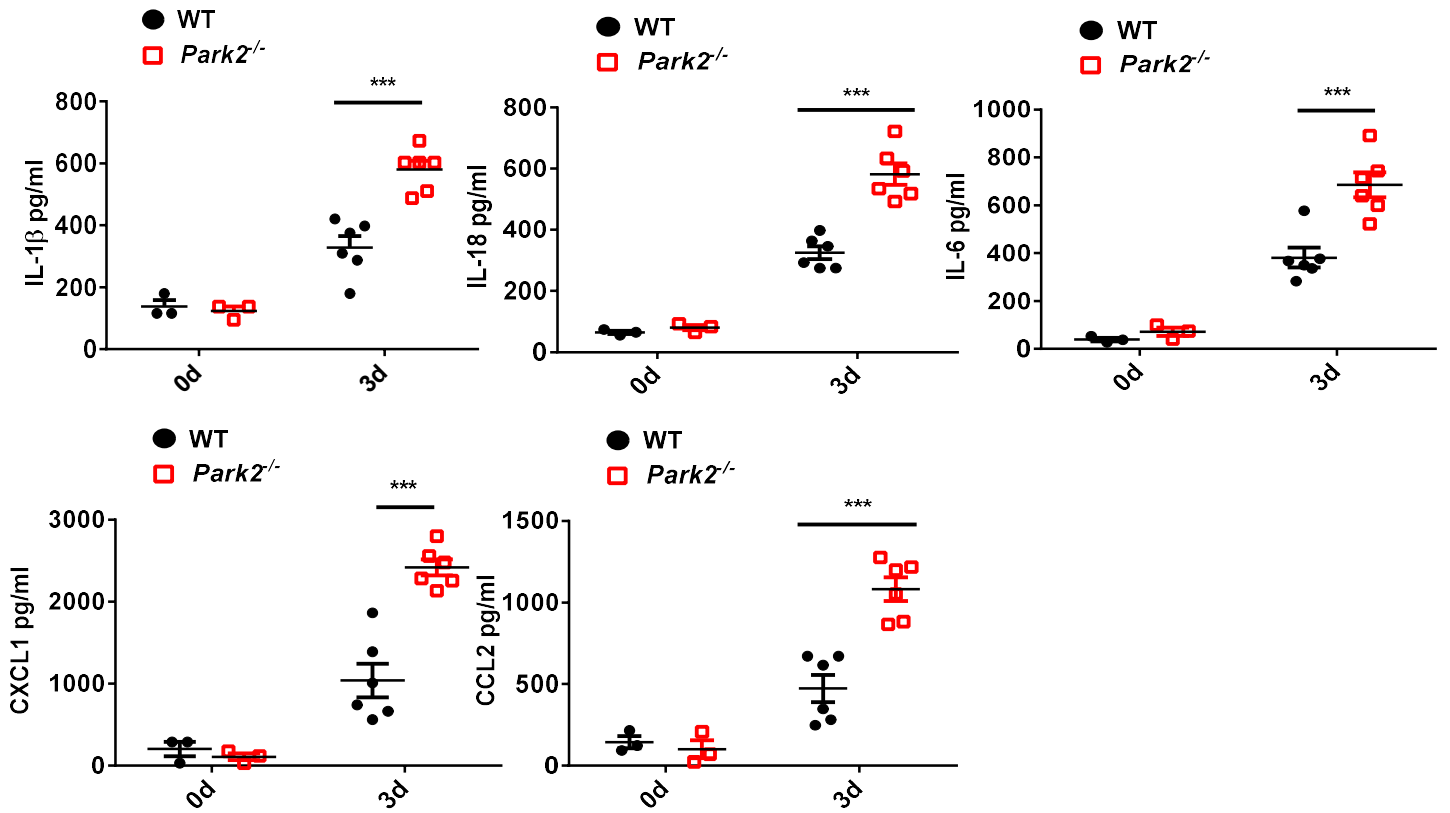 WT
Park2-/-
***
IL-1β pg/ml
800
600
400
200
0
0d
3d
WT
Park2-/-
***
IL-18 pg/ml
800
600
400
200
0
0d
3d
WT
Park2-/-
***
IL-6 pg/ml
1000
800
600
400
200
0
0d
3d
WT
Park2-/-
***
CXCL1 pg/ml
3000
2000
1000
0
0d
3d
WT
Park2-/-
***
CCL2 pg/ml
1500
1000
500
0
0d
3d